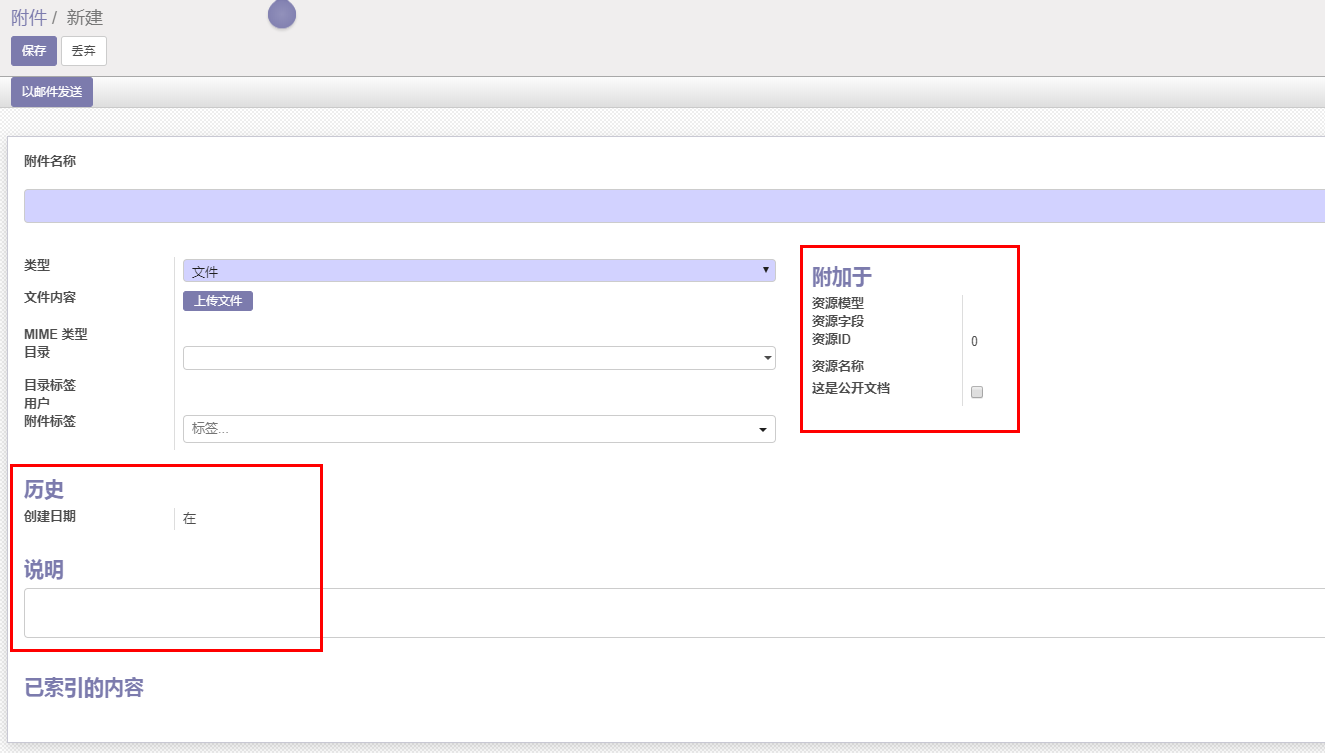 附件 / 新建
保存 丢弃
以邮件发送
附件名称
类型 文件
文件内容 上传文件
MIME 类型
目录
目录标签
用户
附件标签 标签...
附加于
资源模型
资源字段
资源ID 0
资源名称
这是公开文档
历史
创建日期 在
说明
已索引的内容